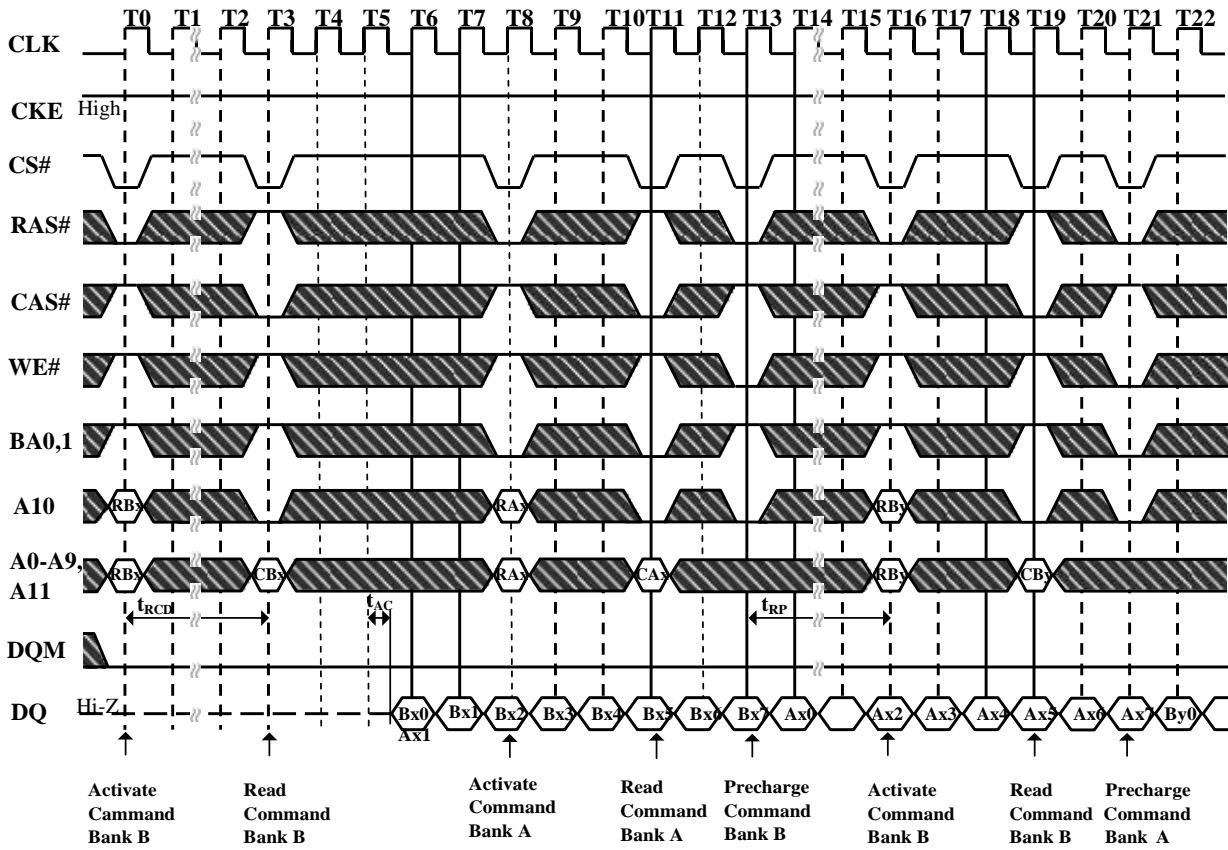 T0 T1 T2 T3 T4 T5 T6 T7 T8 T9 T10 T11 T12 T13 T14 T15 T16 T17 T18 T19 T20 T21 T22
CLK
CKE High
CS#
RAS#
CAS#
WE#
BA0,1
A10 RBx RAx RBy
A0-A9,
A11
RBx CBx RAx CAx RBy CBy
tRCD tAC tRP
DQM
DQ Hi-Z Bx0 Bx1 Bx2 Bx3 Bx4 Bx5 Bx6 Bx7 Ax0 Ax2 Ax3 Ax4 Ax5 Ax6 Ax7 By0
Ax1
Activate
Cammand
Bank B
Read
Command
Bank B
Activate
Command
Bank A
Read
Command
Bank A
Precharge
Command
Bank B
Activate
Command
Bank B
Read
Command
Bank B
Precharge
Command
Bank A